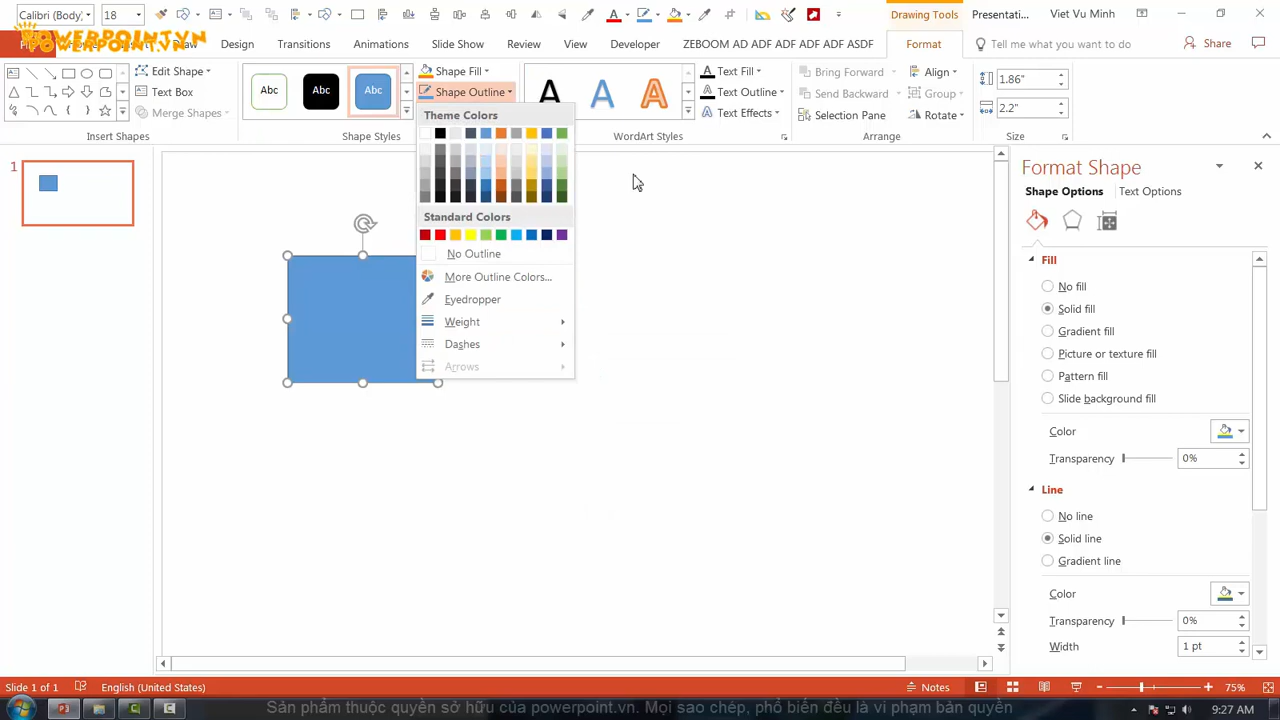 Calibri (Body) 18 Drawing Tools Presentati... Viet Vu Minh ?
POWERPOINT.VN
Design Transitions Animations Slide Show Review View Developer ZEBOOM AD ADF ADF ADF ADF ASDF Format Tell me what you want to do Share
Edit Shape Shape Fill Text Fill Bring Forward Align 1.86"
Abc Abc Abc A A A
Text Box Shape Outline Text Outline Send Backward Group 2.2"
Merge Shapes Text Effects Selection Pane Rotate
Insert Shapes Shape Styles WordArt Styles Arrange Size
Theme Colors
Standard Colors
No Outline
More Outline Colors...
Eyedropper
Weight
Dashes
Arrows
1
Format Shape
Shape Options Text Options
Fill
No fill
Solid fill
Gradient fill
Picture or texture fill
Pattern fill
Slide background fill
Color
Transparency 0%
Line
No line
Solid line
Gradient line
Color
Transparency 0%
Width 1 pt
Slide 1 of 1 English (United States) Notes 75%
Sản phẩm thuộc quyền sở hữu của powerpoint.vn. Mọi sao chép, phổ biến đều là vi phạm bản quyền
9:27 AM